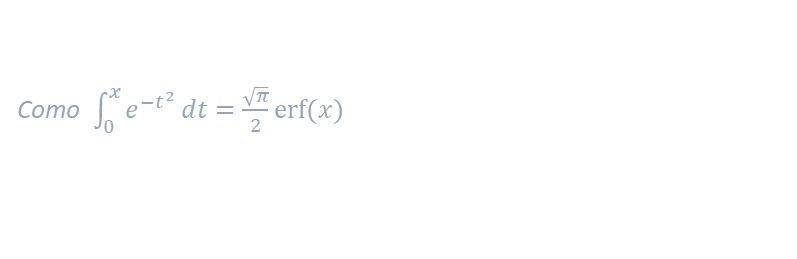 Como ∫₀ˣ e^{-t²} dt = √π/2 erf(x)